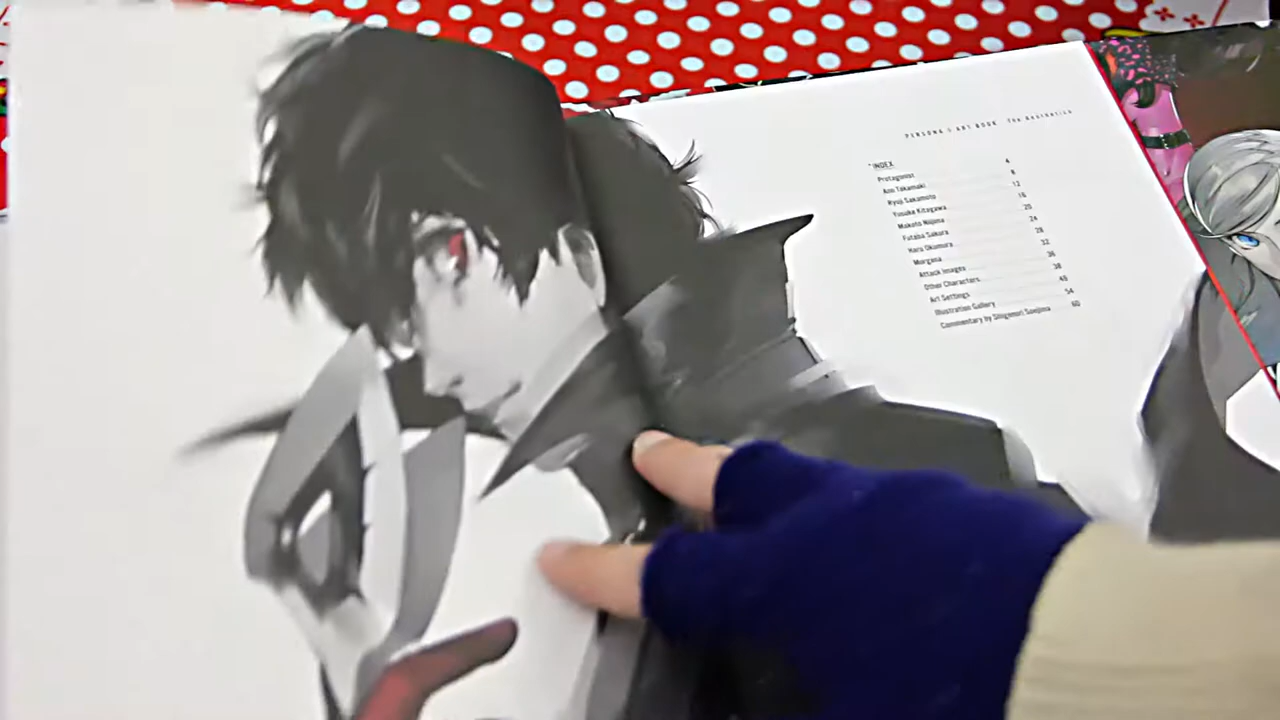 PERSONA 5 ART BOOK The Aesthetics
*INDEX
Protagonist 4
Ann Takamaki 8
Ryuji Sakamoto 12
Yusuke Kitagawa 16
Makoto Niijima 20
Futaba Sakura 24
Haru Okumura 28
Morgana 32
Attack Images 36
Other Characters 38
Art Settings 48
Illustration Gallery 54
Commentary by Shigenori Soejima 60